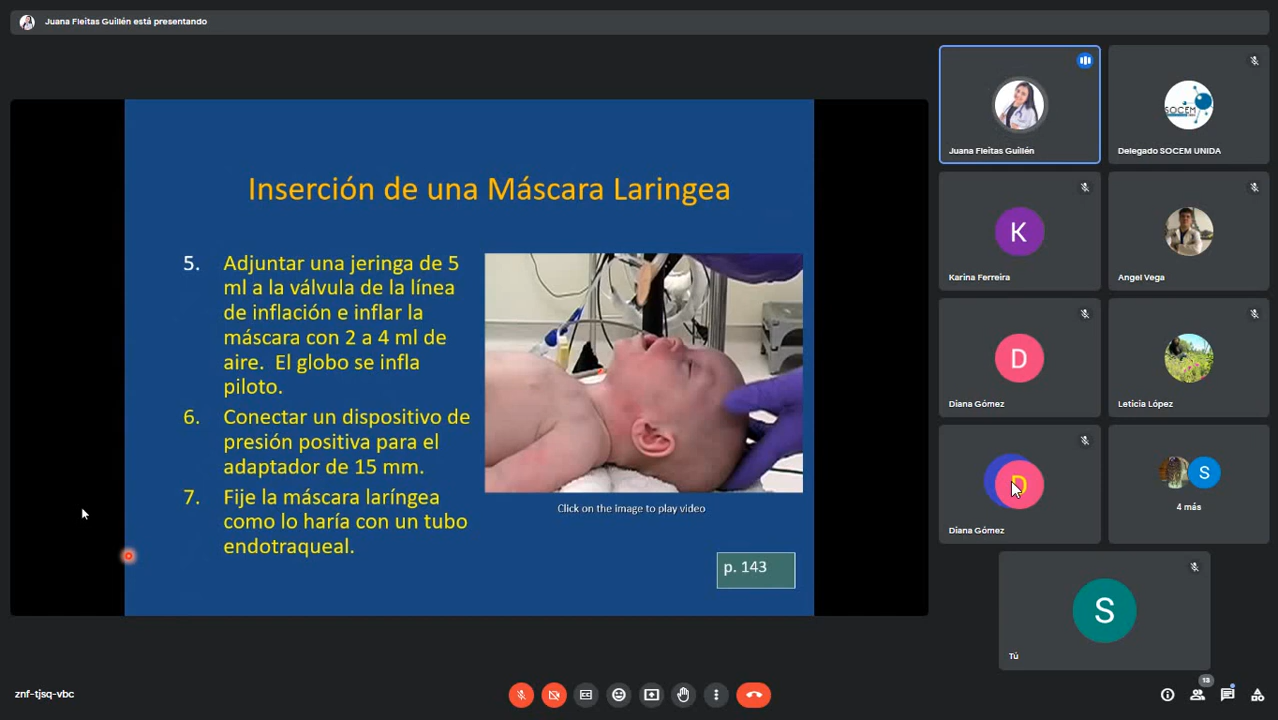 Juana Fleitas Guillén está presentando
Inserción de una Máscara Laringea
5. Adjuntar una jeringa de 5
ml a la válvula de la línea
de inflación e inflar la
máscara con 2 a 4 ml de
aire. El globo se infla
piloto.
6. Conectar un dispositivo de
presión positiva para el
adaptador de 15 mm.
7. Fije la máscara laríngea
como lo haría con un tubo
endotraqueal.
Click on the image to play video
p. 143
Juana Fleitas Guillén
SOCEM
Delegado SOCEM UNIDA
K
Karina Ferreira
Angel Vega
D
Diana Gómez
Leticia López
D
Diana Gómez
S
4 más
S
Tú
znf-tjsq-vbc
13